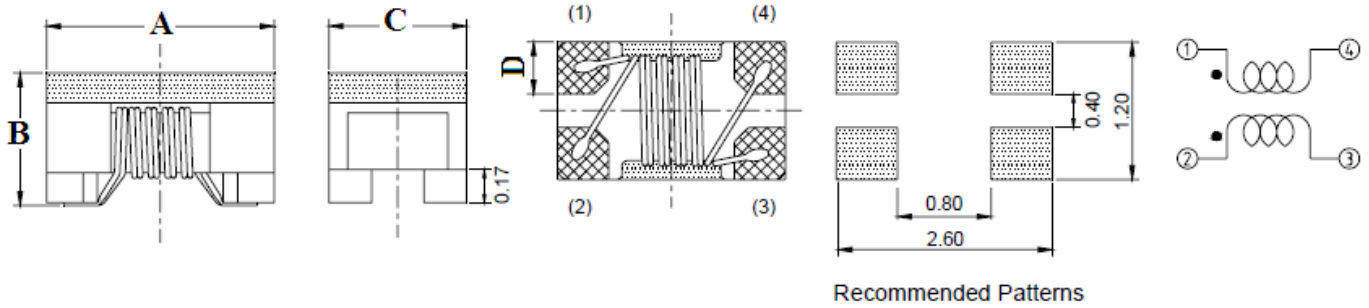 A
B
C
0.17
(1)
(4)
D
(2)
(3)
0.40
1.20
0.80
2.60
Recommended Patterns
1
4
2
3